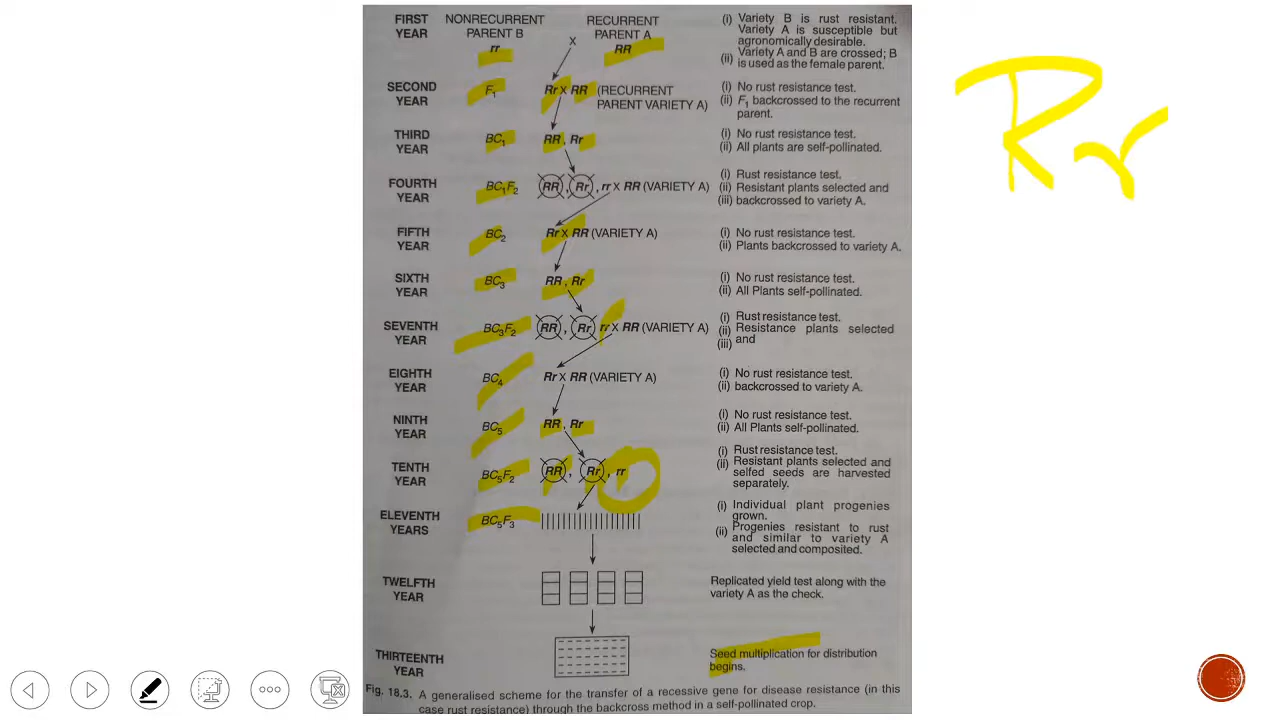 FIRST YEAR
NONRECURRENT PARENT B
rr
X
RECURRENT PARENT A
RR
(i) Variety B is rust resistant.
Variety A is susceptible but
agronomically desirable.
(ii) Variety A and B are crossed; B
is used as the female parent.
SECOND YEAR
F1
Rr X RR (RECURRENT
PARENT VARIETY A)
(i) No rust resistance test.
(ii) F1 backcrossed to the recurrent
parent.
THIRD YEAR
BC1
RR, Rr
(i) No rust resistance test.
(ii) All plants are self-pollinated.
FOURTH YEAR
BC1F2
RR, Rr, rr X RR (VARIETY A)
(i) Rust resistance test.
(ii) Resistant plants selected and
(iii) backcrossed to variety A.
FIFTH YEAR
BC2
Rr X RR (VARIETY A)
(i) No rust resistance test.
(ii) Plants backcrossed to variety A.
SIXTH YEAR
BC3
RR, Rr
(i) No rust resistance test.
(ii) All Plants self-pollinated.
SEVENTH YEAR
BC3F2
RR, Rr rr X RR (VARIETY A)
(i) Rust resistance test.
(ii) Resistance plants selected
(iii) and
EIGHTH YEAR
BC4
Rr X RR (VARIETY A)
(i) No rust resistance test.
(ii) backcrossed to variety A.
NINTH YEAR
BC5
RR, Rr
(i) No rust resistance test.
(ii) All Plants self-pollinated.
TENTH YEAR
BC5F2
RR, Rr, rr
(i) Rust resistance test.
(ii) Resistant plants selected and
selfed seeds are harvested
separately.
ELEVENTH YEARS
BC5F3
(i) Individual plant progenies
grown.
(ii) Progenies resistant to rust
and similar to variety A
selected and composited.
TWELFTH YEAR
Replicated yield test along with the
variety A as the check.
THIRTEENTH YEAR
Seed multiplication for distribution
begins.
Fig. 18.3. A generalised scheme for the transfer of a recessive gene for disease resistance (in this
case rust resistance) through the backcross method in a self-pollinated crop.
Rr